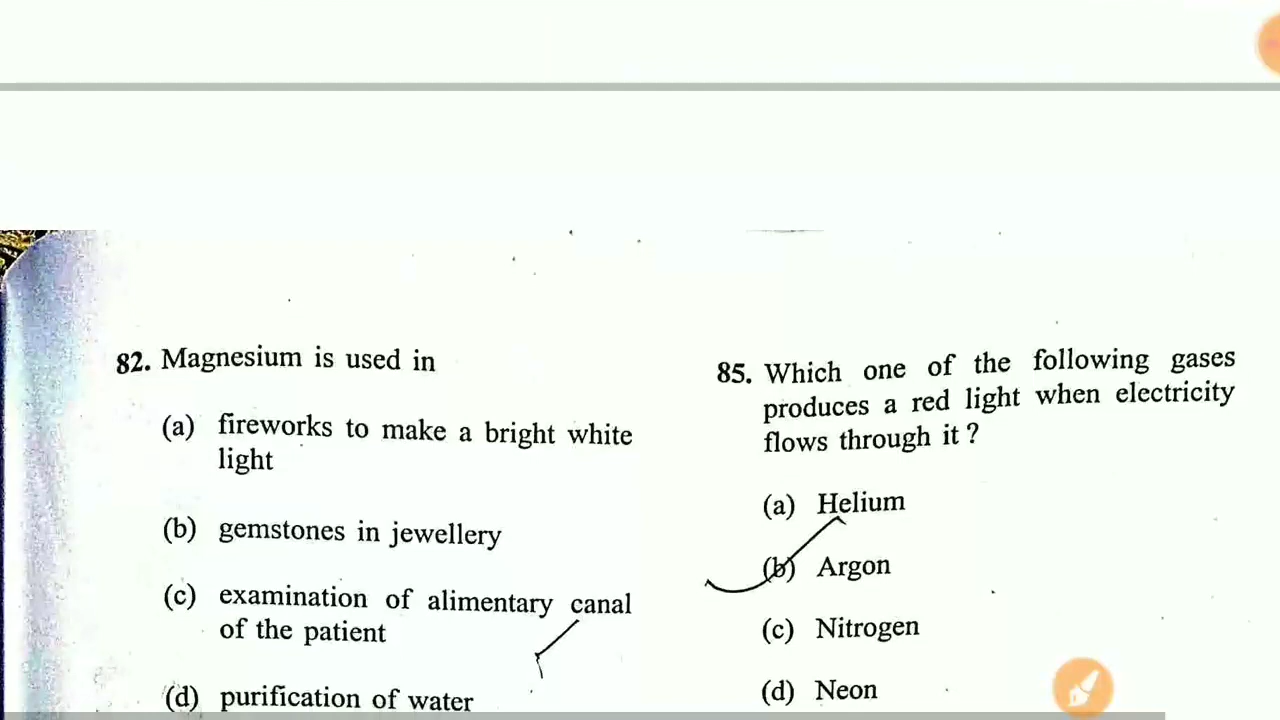 82. Magnesium is used in
(a) fireworks to make a bright white
light
(b) gemstones in jewellery
(c) examination of alimentary canal
of the patient
(d) purification of water
85. Which one of the following gases
produces a red light when electricity
flows through it ?
(a) Helium
(b) Argon
(c) Nitrogen
(d) Neon